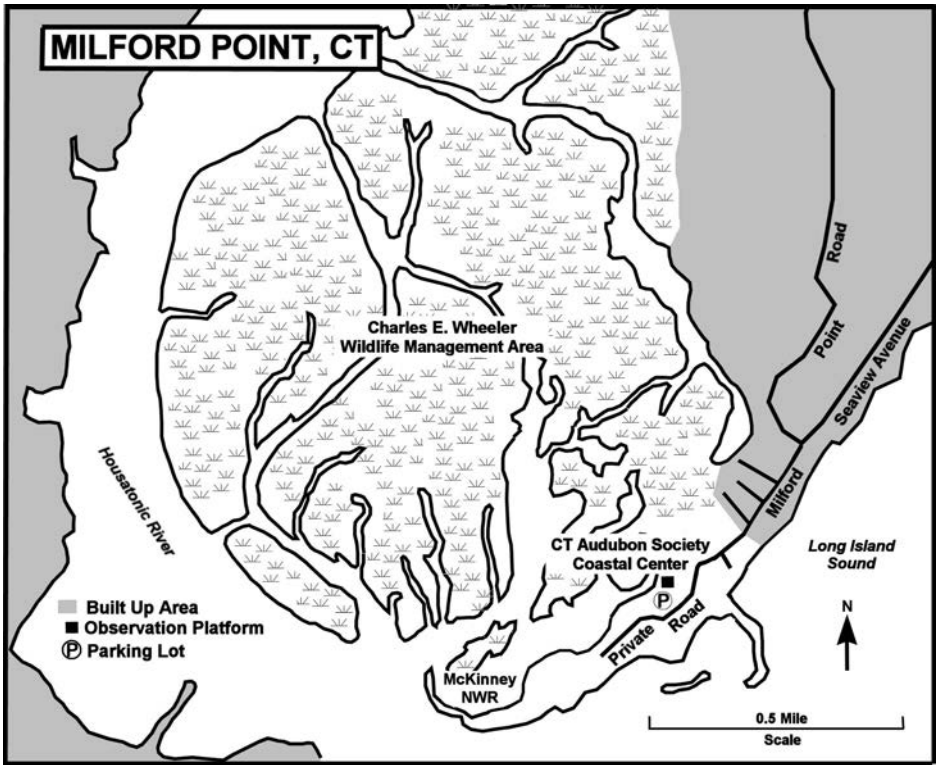 MILFORD POINT, CT
Road
Point
Seaview Avenue
Charles E. Wheeler
Wildlife Management Area
Housatonic River
Milford
CT Audubon Society
Coastal Center
Long Island
Sound
Built Up Area
Observation Platform
P Parking Lot
P
Private
Road
N
McKinney
NWR
0.5 Mile
Scale